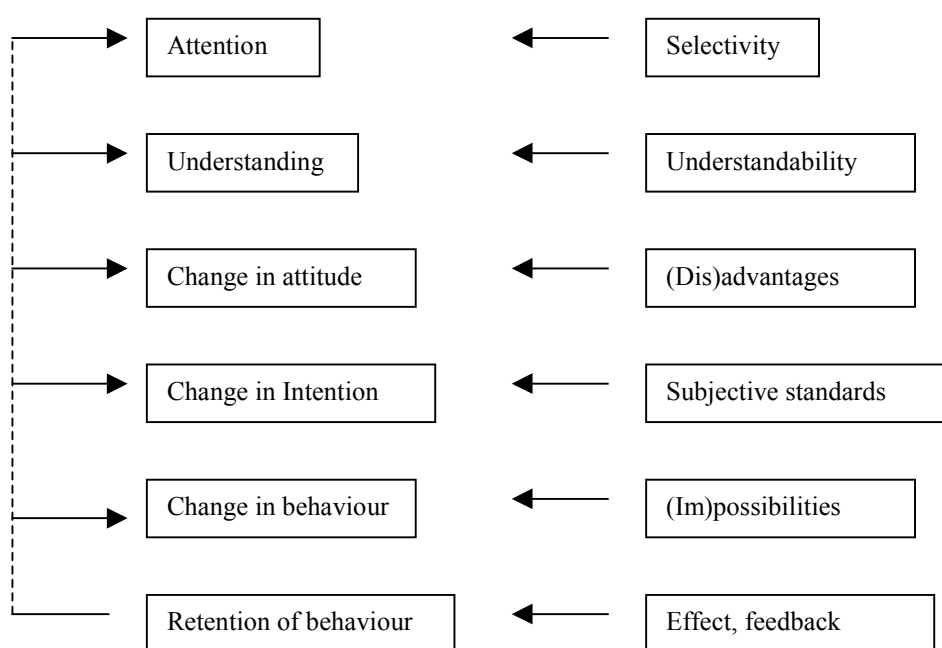 Attention
Selectivity
Understanding
Understandability
Change in attitude
(Dis)advantages
Change in Intention
Subjective standards
Change in behaviour
(Im)possibilities
Retention of behaviour
Effect, feedback